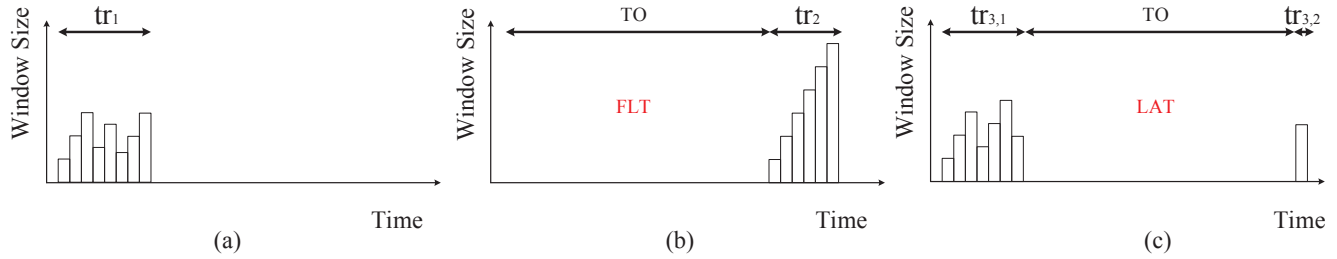 Window Size
tr1
Time
(a)
Window Size
TO
tr2
FLT
Time
(b)
Window Size
tr3,1
TO
tr3,2
LAT
Time
(c)